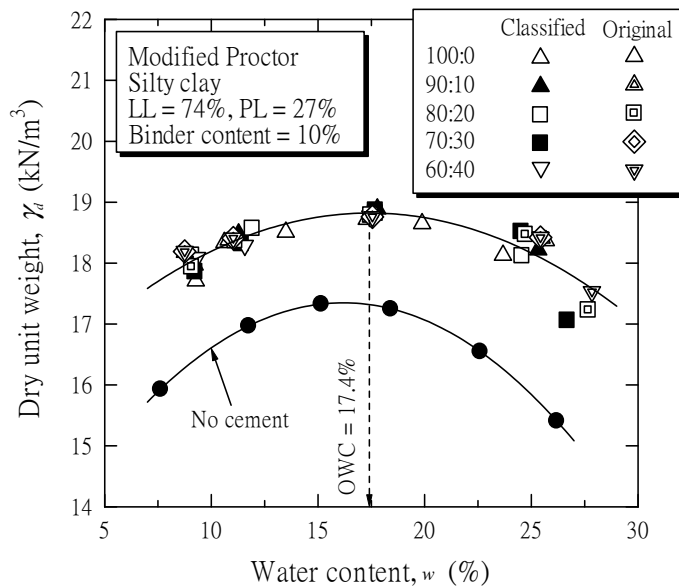 Dry unit weight, γd (kN/m³)
22
21
20
19
18
17
16
15
14
Modified Proctor
Silty clay
LL = 74%, PL = 27%
Binder content = 10%
Classified Original
100:0
90:10
80:20
70:30
60:40
No cement
OWC = 17.4%
5 10 15 20 25 30
Water content, w (%)